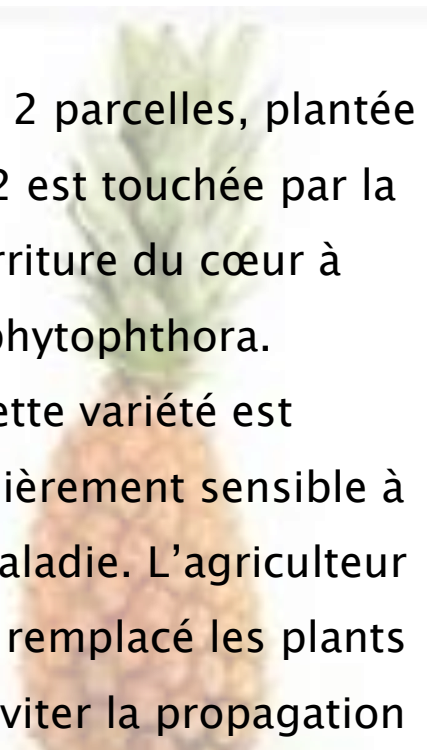 2 parcelles, plantée
2 est touchée par la
rriture du cœur à
phytophthora.
ette variété est
ièrement sensible à
aladie. L’agriculteur
remplacé les plants
viter la propagation